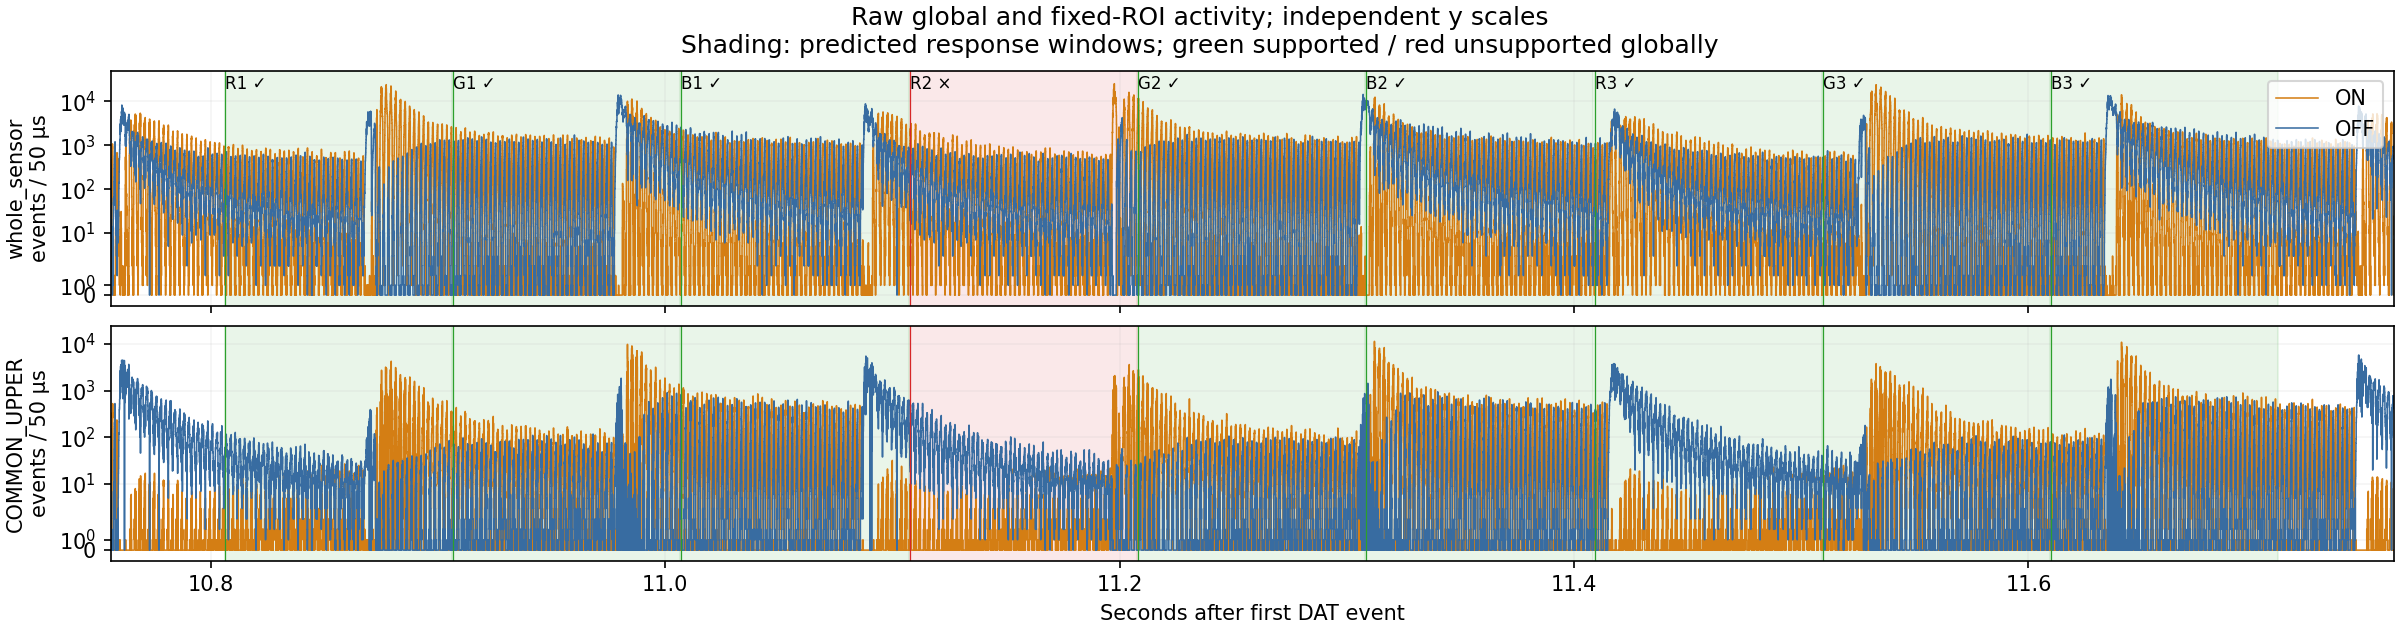 Raw global and fixed-ROI activity; independent y scales
Shading: predicted response windows; green supported / red unsupported globally
R1 ✓ G1 ✓ B1 ✓ R2 × G2 ✓ B2 ✓ R3 ✓ G3 ✓ B3 ✓
ON
OFF
whole_sensor
events / 50 µs
10⁴
10³
10²
10¹
10⁰
0
COMMON_UPPER
events / 50 µs
10⁴
10³
10²
10¹
10⁰
0
10.8 11.0 11.2 11.4 11.6
Seconds after first DAT event